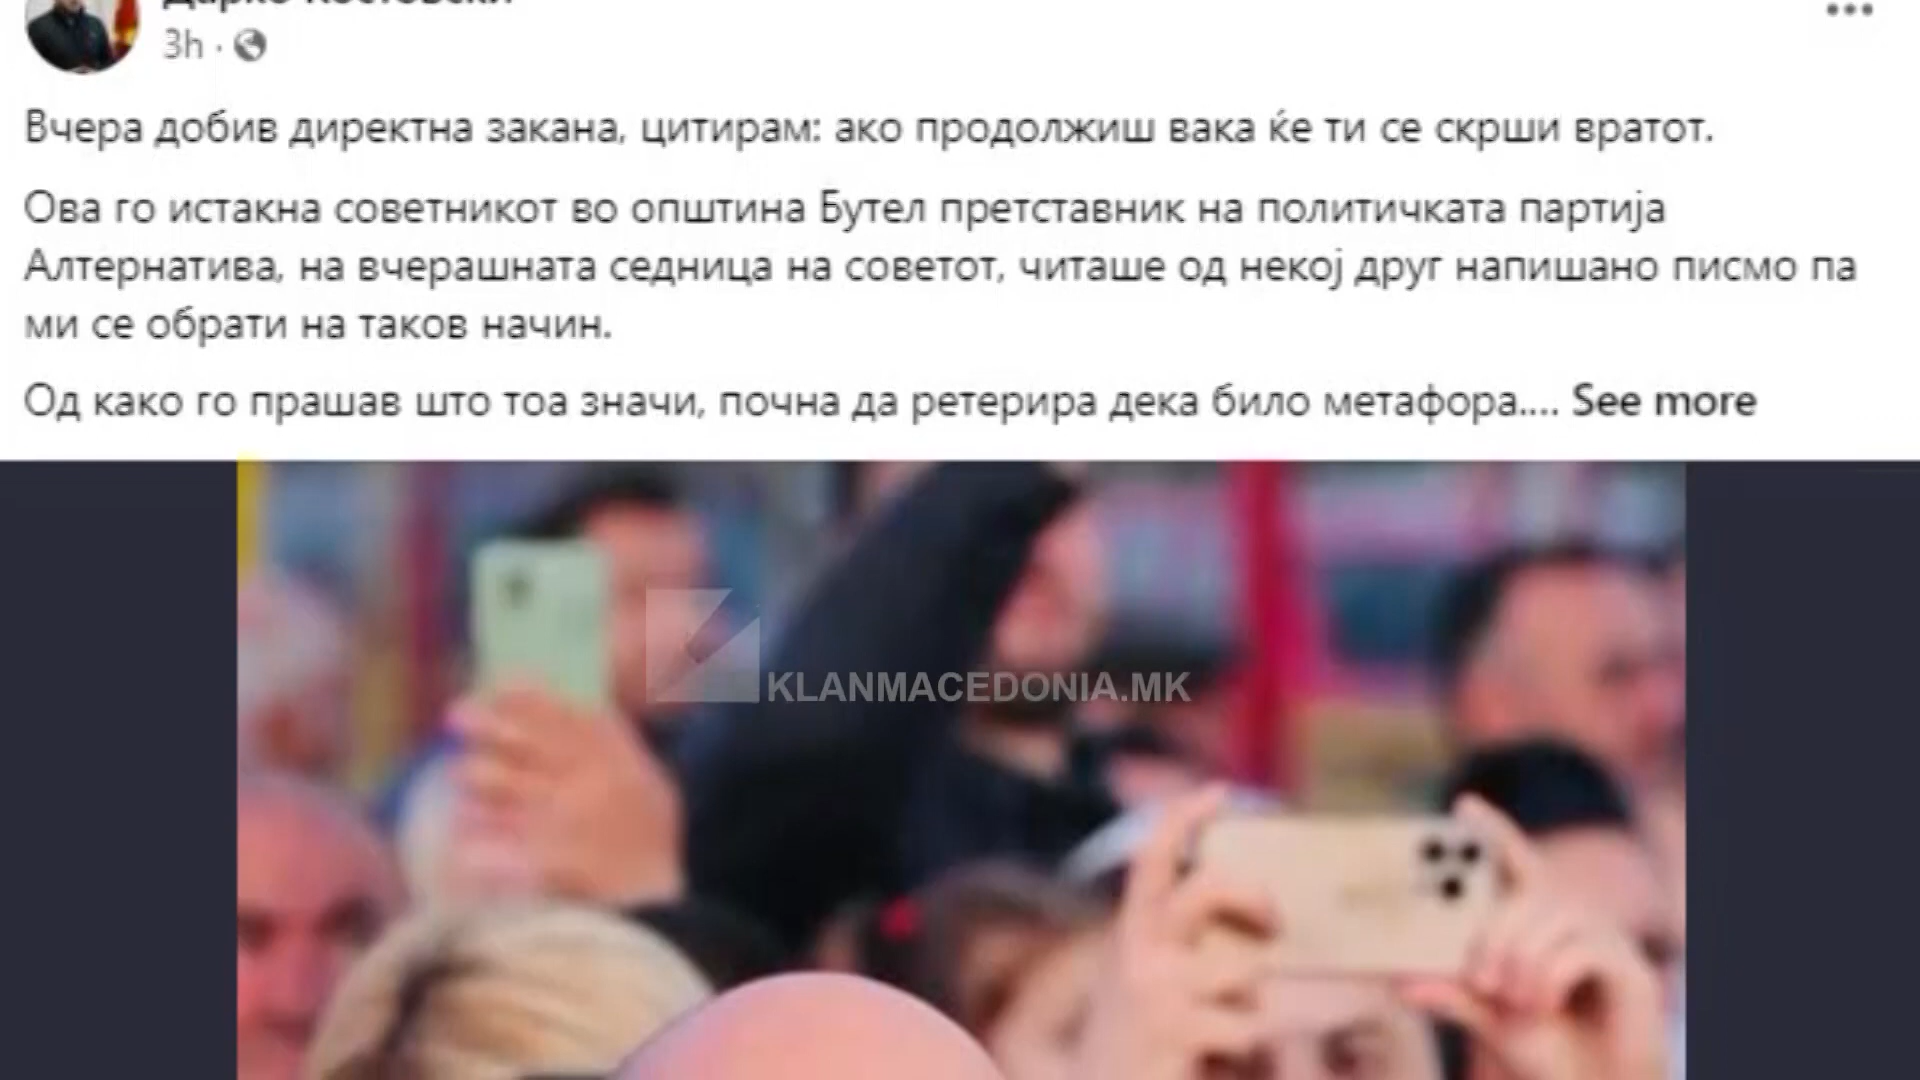 Дарко Костовски
3h ·
Вчера добив директна закана, цитирам: ако продолжиш вака ќе ти се скрши вратот.
Ова го истакна советникот во општина Бутел претставник на политичката партија
Алтернатива, на вчерашната седница на советот, читаше од некој друг напишано писмо па
ми се обрати на таков начин.
Од како го прашав што тоа значи, почна да ретерира дека било метафора.... See more
KLANMACEDONIA.MK